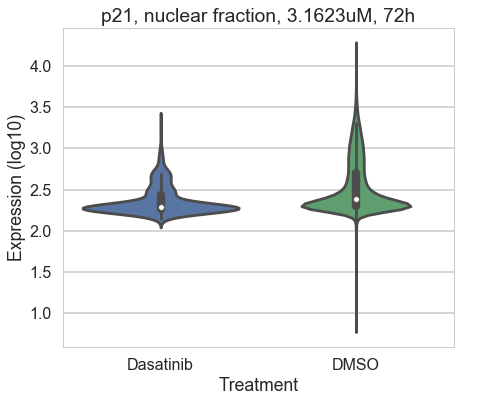 p21, nuclear fraction, 3.1623uM, 72h
Expression (log10)
4.0
3.5
3.0
2.5
2.0
1.5
1.0
Dasatinib
DMSO
Treatment